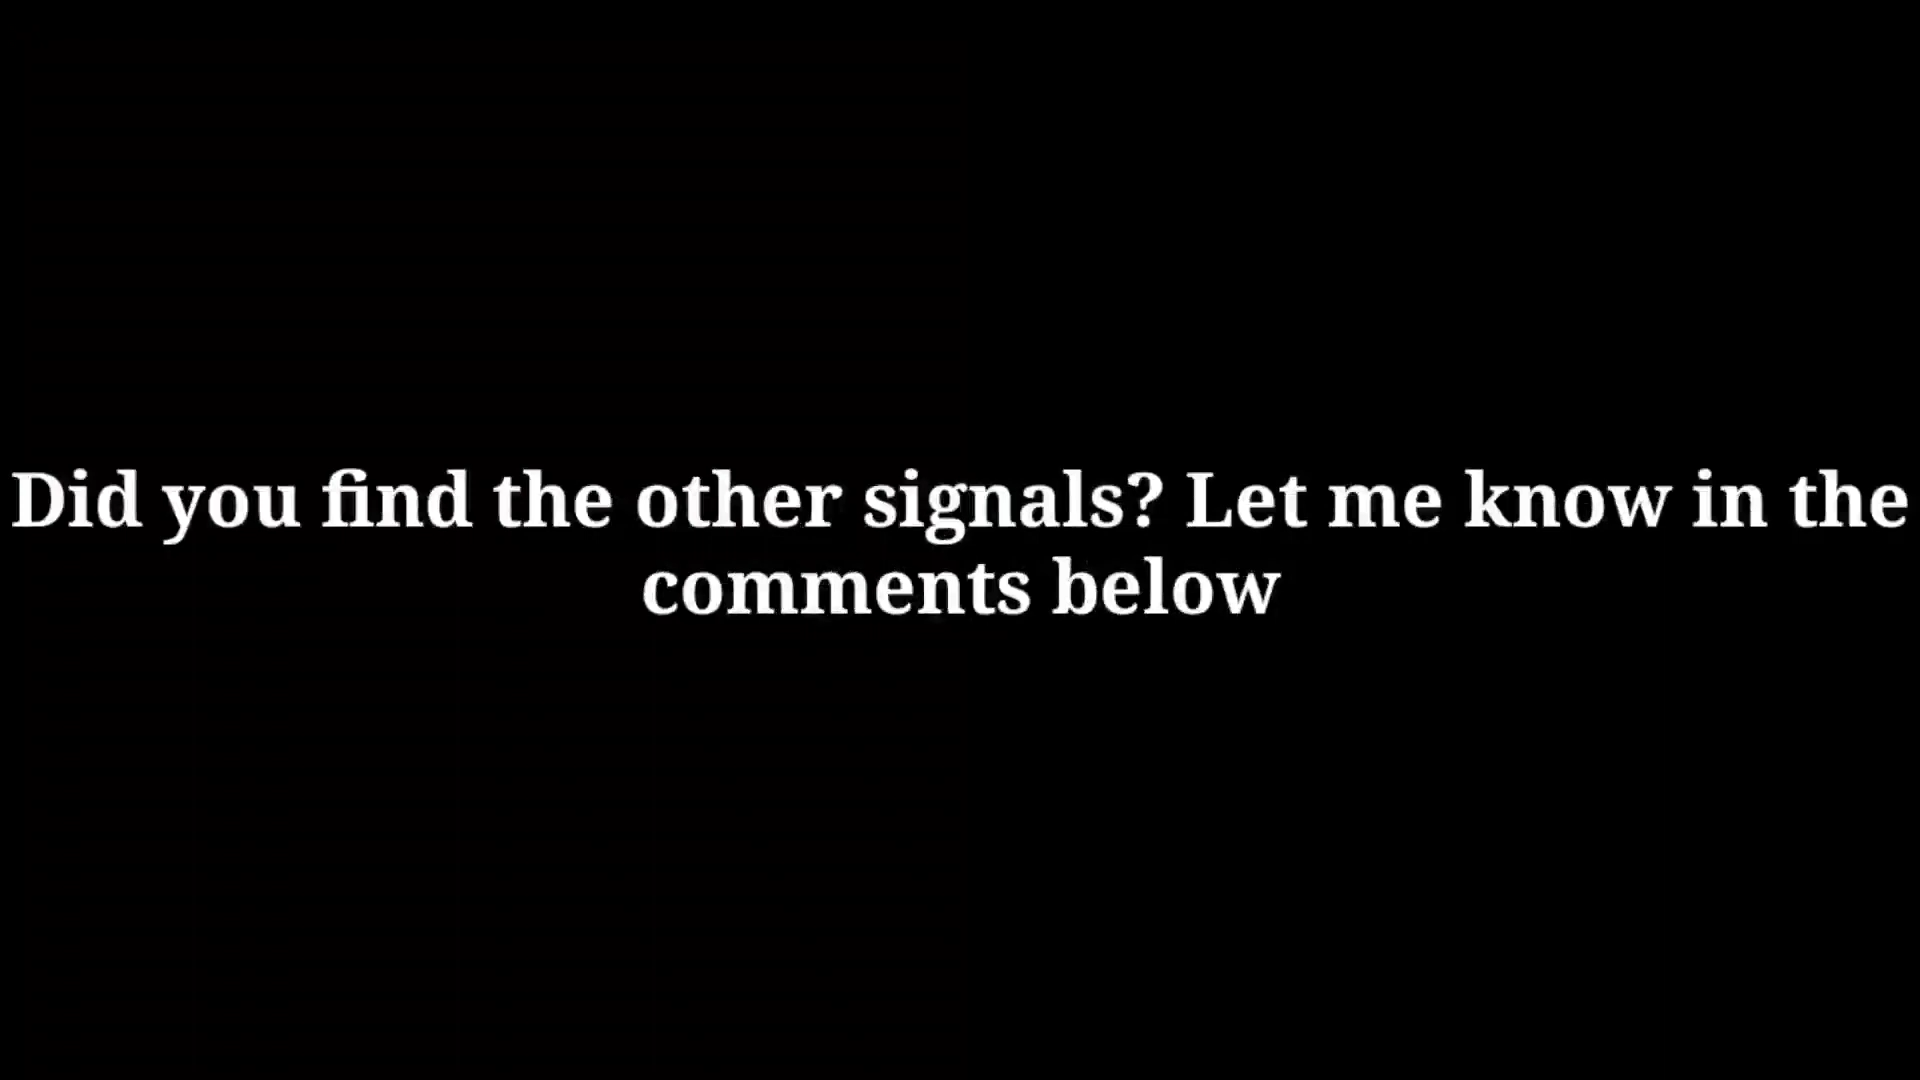 Did you find the other signals? Let me know in the
comments below